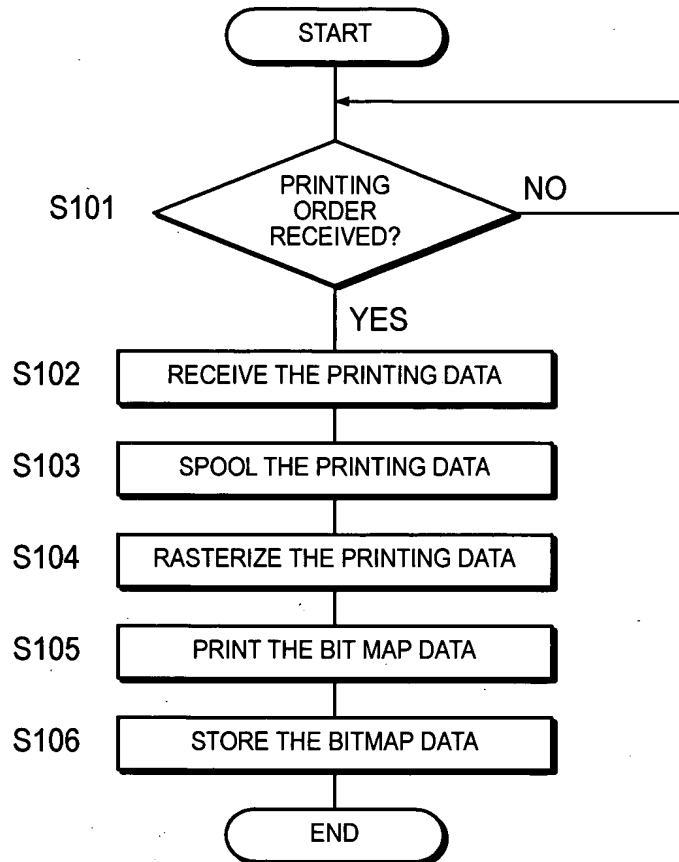 START
PRINTING
ORDER
RECEIVED?
S101
NO
YES
S102
RECEIVE THE PRINTING DATA
S103
SPOOL THE PRINTING DATA
S104
RASTERIZE THE PRINTING DATA
S105
PRINT THE BIT MAP DATA
S106
STORE THE BITMAP DATA
END